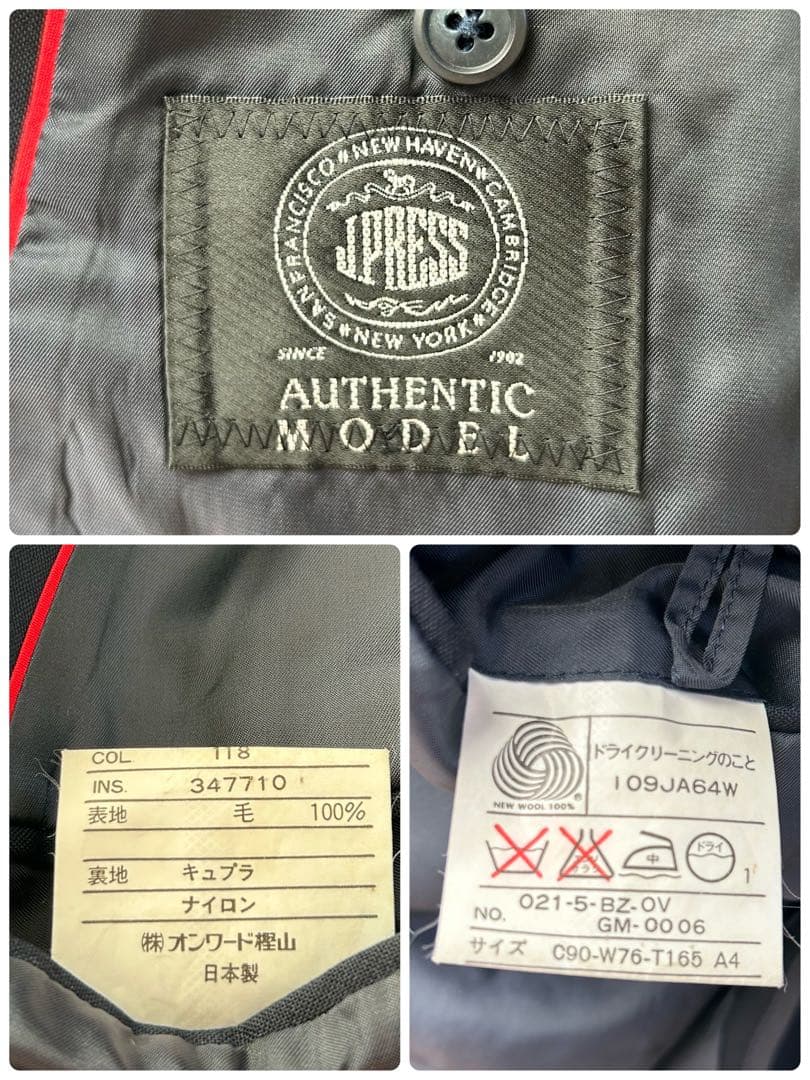 SAN FRANCISCO * NEW HAVEN * CAMBRIDGE * NEW YORK *
J.PRESS
SINCE 1902
AUTHENTIC
MODEL
COL. 118
INS. 347710
表地 毛 100%
裏地 キュプラ
ナイロン
㈱オンワード樫山
日本製
ドライクリーニングのこと
109JA64W
NEW WOOL 100%
中
ドライ
1
NO. 021-5-BZ-OV
GM-0006
サイズ C90-W76-T165 A4